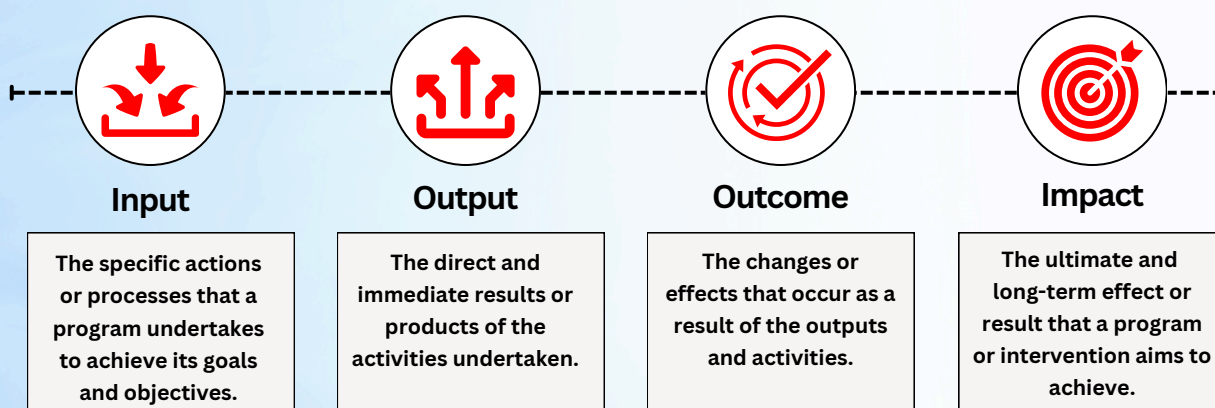 Input
Output
Outcome
Impact
The specific actions
or processes that a
program undertakes
to achieve its goals
and objectives.
The direct and
immediate results or
products of the
activities undertaken.
The changes or
effects that occur as a
result of the outputs
and activities.
The ultimate and
long-term effect or
result that a program
or intervention aims to
achieve.